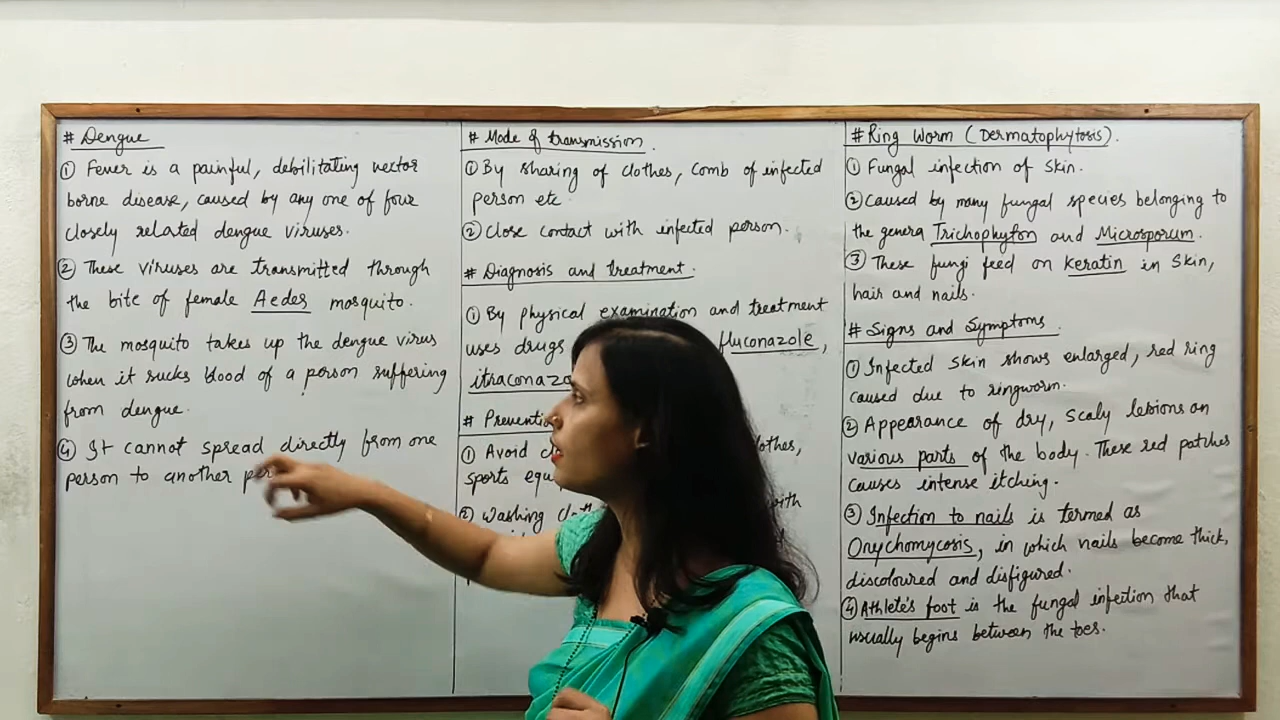 # Dengue
① Fever is a painful, debilitating vector
borne disease, caused by any one of four
closely related dengue viruses.
② These viruses are transmitted through
the bite of female Aedes mosquito.
③ The mosquito takes up the dengue virus
when it sucks blood of a person suffering
from dengue.
④ It cannot spread directly from one
person to another
# Mode of transmission
① By sharing of clothes, comb of infected
person etc
② Close contact with infected person.
# Diagnosis and treatment.
① By physical examination and treatment
uses drugs fluconazole,
# 
① Avoid clothes,
sports
② Washing with
# Ring Worm (Dermatophytosis).
① Fungal infection of skin.
② Caused by many fungal species belonging to
the genera Trichophyton and Microsporum.
③ These fungi feed on keratin in skin,
hair and nails.
# Signs and Symptoms
① Infected skin shows enlarged, red ring
caused due to ringworm.
② Appearance of dry, scaly lesions on
various parts of the body. These red patches
causes intense itching.
③ Infection to nails is termed as
Onychomycosis, in which nails become thick,
discoloured and disfigured.
④ Athlete's foot is the fungal infection that
usually begins between the toes.